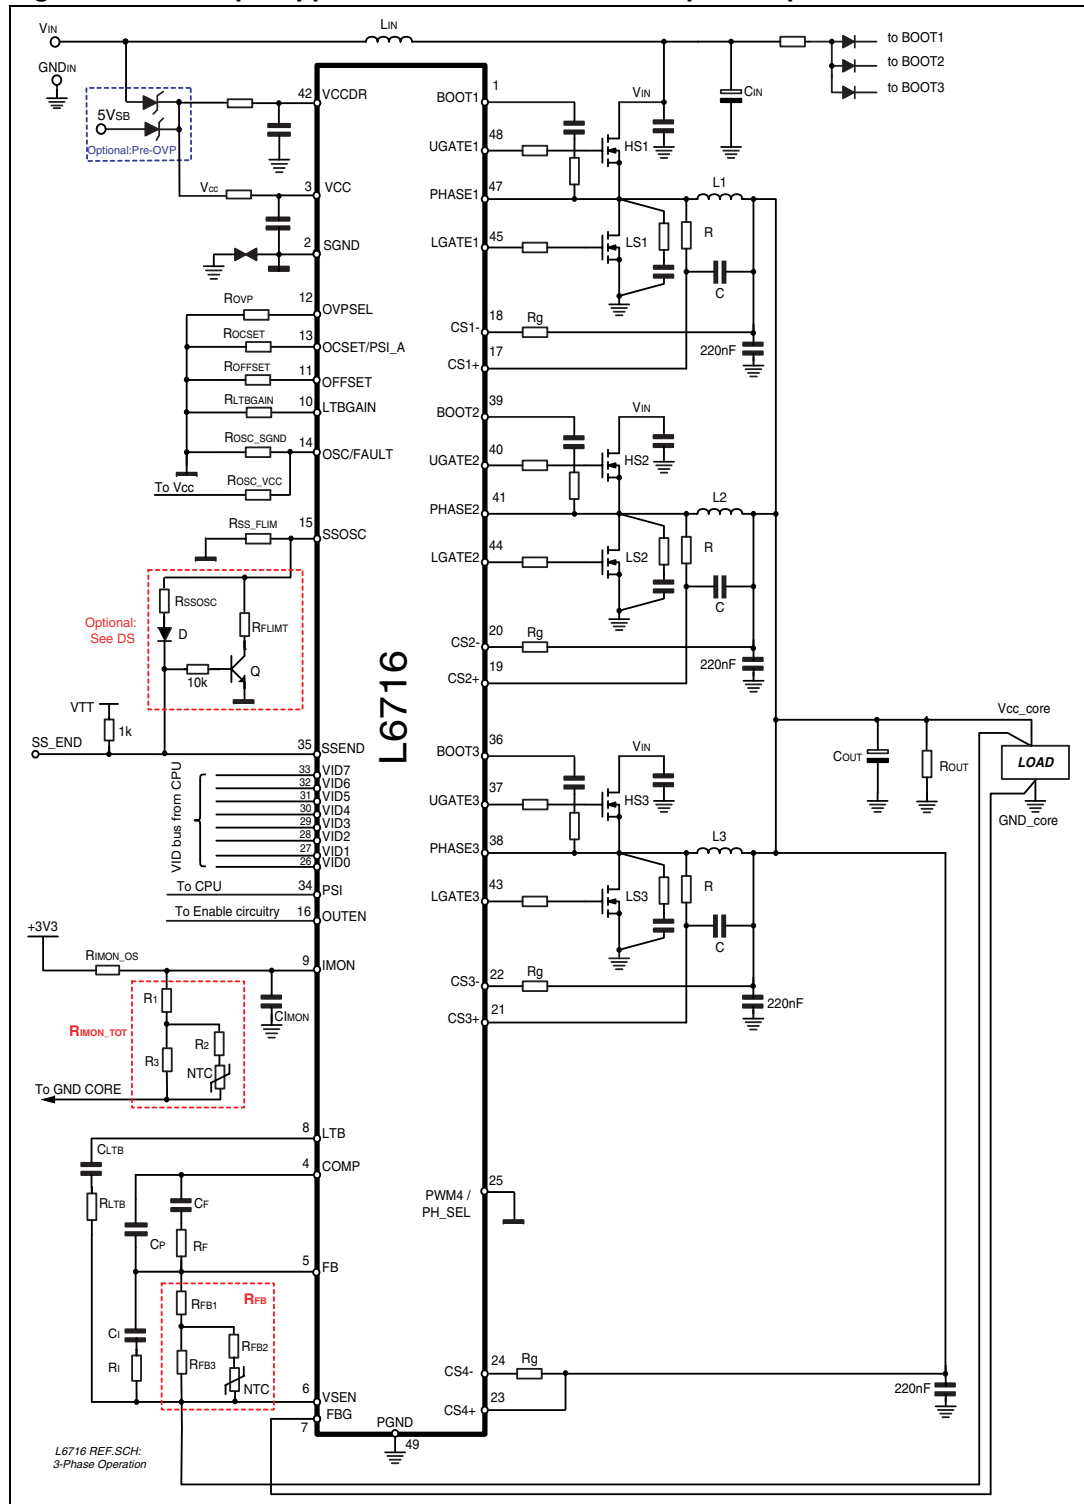 VIN
LIN
to BOOT1
to BOOT2
to BOOT3
GNDIN
CIN
5VSB
Optional:Pre-OVP
42 VCCDR
Vcc
3 VCC
2 SGND
ROVP
12 OVPSEL
ROCSET
13 OCSET/PSI_A
ROFFSET
11 OFFSET
RLTBGAIN
10 LTBGAIN
ROSC_SGND
14 OSC/FAULT
To Vcc
ROSC_VCC
RSS_FLIM
15 SSOSC
Optional:
See DS
RSSOSC
D
RFLIMT
10k
Q
VTT
1k
SS_END
35 SSEND
VID bus from CPU
33 VID7
32 VID6
31 VID5
30 VID4
29 VID3
28 VID2
27 VID1
26 VID0
To CPU
34 PSI
To Enable circuitry
16 OUTEN
+3V3
RIMON_OS
9 IMON
CIMON
RIMON_TOT
R1
R2
R3
NTC
To GND CORE
8 LTB
CLTB
4 COMP
RLTB
CF
CP
RF
5 FB
RFB
RFB1
CI
RFB2
RI
RFB3
NTC
6 VSEN
FBG
7
PGND
49
L6716
BOOT1 1
VIN
UGATE1 48
HS1
PHASE1 47
L1
LGATE1 45
LS1
R
C
CS1- 18
Rg
220nF
CS1+ 17
BOOT2 39
VIN
UGATE2 40
HS2
PHASE2 41
L2
LGATE2 44
LS2
R
C
CS2- 20
Rg
220nF
CS2+ 19
BOOT3 36
VIN
UGATE3 37
HS3
PHASE3 38
L3
LGATE3 43
LS3
R
C
CS3- 22
Rg
220nF
CS3+ 21
Vcc_core
COUT
ROUT
LOAD
GND_core
PWM4 /
PH_SEL
25
CS4- 24
Rg
CS4+ 23
220nF
L6716 REF.SCH:
3-Phase Operation